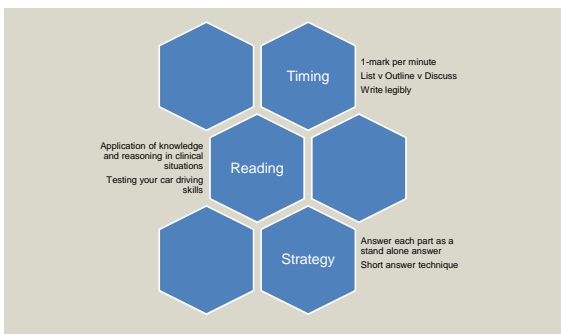 Timing
1-mark per minute
List v Outline v Discuss
Write legibly
Application of knowledge
and reasoning in clinical
situations
Testing your car driving
skills
Reading
Strategy
Answer each part as a
stand alone answer
Short answer technique